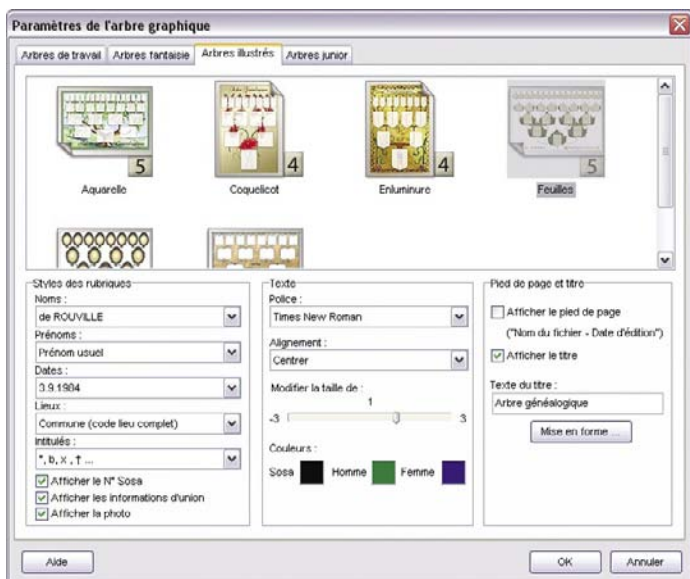 Paramètres de l'arbre graphique
Arbres de travail Arbres fantaisie Arbres illustrés Arbres junior
5 4 4 5
Aquarelle Coquelicot Enluminure Feuilles
Styles des rubriques
Noms :
de ROUVILLE
Prénoms :
Prénom usuel
Dates :
3.9.1984
Lieux :
Commune (code lieu complet)
Intitulés :
*, b, x , † ...
Afficher le N° Sosa
Afficher les informations d'union
Afficher la photo
Texte
Police :
Times New Roman
Alignement :
Centrer
Modifier la taille de :
1
-3 3
Couleurs :
Sosa Homme Femme
Pied de page et titre
Afficher le pied de page
("Nom du fichier - Date d'édition")
Afficher le titre
Texte du titre :
Arbre généalogique
Mise en forme ...
Aide OK Annuler